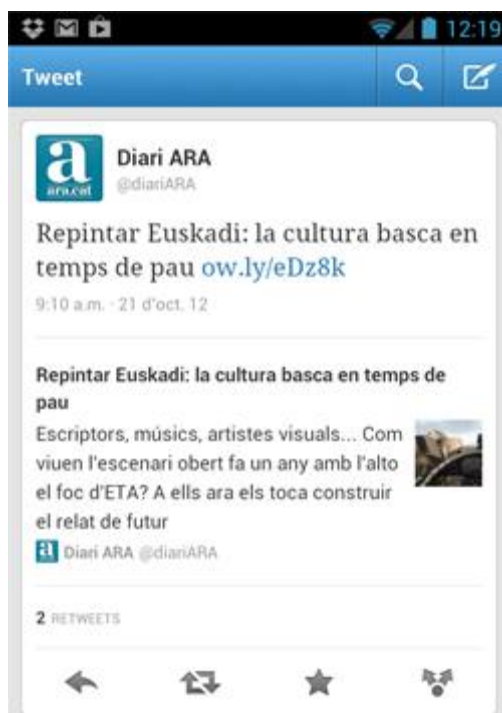 12:19
Tweet
a
ara.cat
Diari ARA
@diariARA
Repintar Euskadi: la cultura basca en
temps de pau ow.ly/eDz8k
9:10 a.m. · 21 d'oct. 12
Repintar Euskadi: la cultura basca en temps de
pau
Escriptors, músics, artistes visuals... Com
viuen l'escenari obert fa un any amb l'alto
el foc d'ETA? A ells ara els toca construir
el relat de futur
a Diari ARA @diariARA
2 RETWEETS